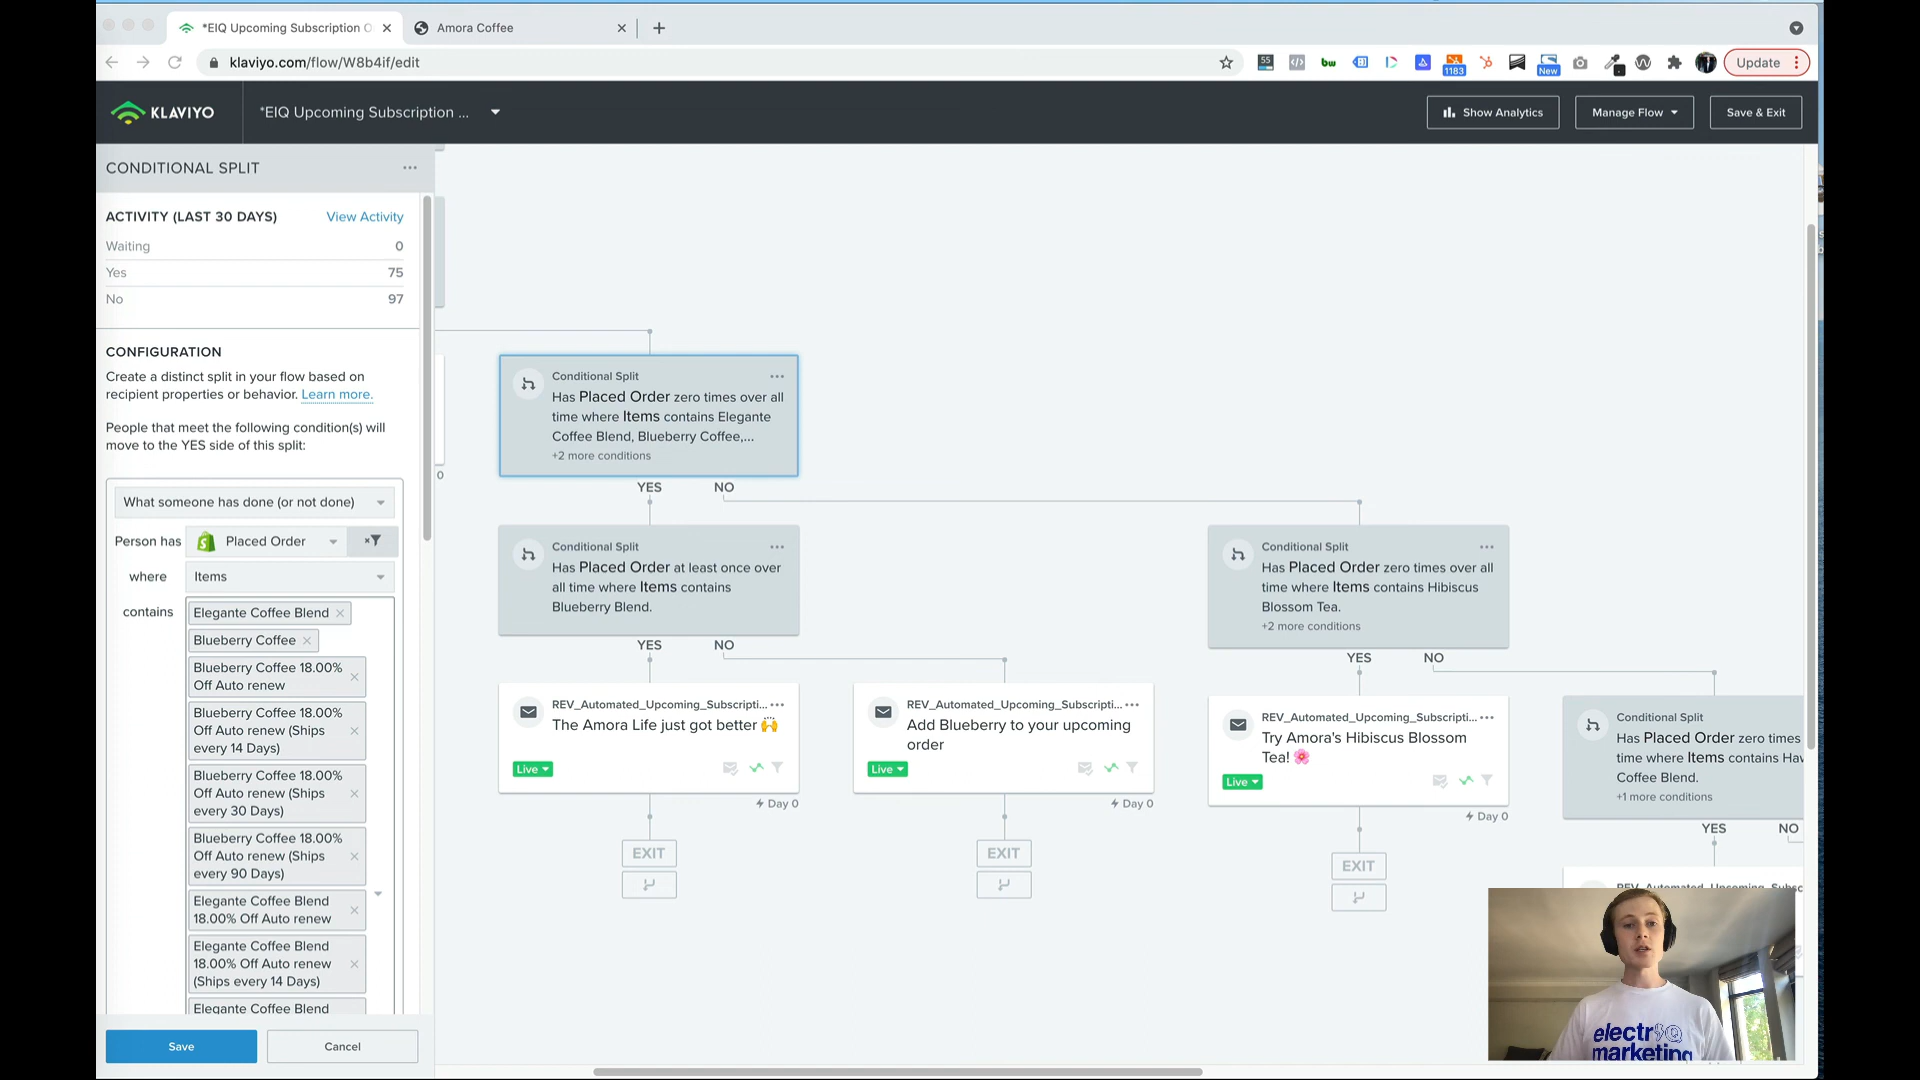 *EIQ Upcoming Subscription O
Amora Coffee
klaviyo.com/flow/W8b4if/edit
55
bw
1183
New
Update
KLAVIYO
*EIQ Upcoming Subscription ...
Show Analytics
Manage Flow
Save & Exit
CONDITIONAL SPLIT
ACTIVITY (LAST 30 DAYS)
View Activity
Waiting
0
Yes
75
No
97
CONFIGURATION
Create a distinct split in your flow based on
recipient properties or behavior. Learn more.
People that meet the following condition(s) will
move to the YES side of this split:
What someone has done (or not done)
Person has
Placed Order
where
Items
contains
Elegante Coffee Blend
Blueberry Coffee
Blueberry Coffee 18.00%
Off Auto renew
Blueberry Coffee 18.00%
Off Auto renew (Ships
every 14 Days)
Blueberry Coffee 18.00%
Off Auto renew (Ships
every 30 Days)
Blueberry Coffee 18.00%
Off Auto renew (Ships
every 90 Days)
Elegante Coffee Blend
18.00% Off Auto renew
Elegante Coffee Blend
18.00% Off Auto renew
(Ships every 14 Days)
Elegante Coffee Blend
Save
Cancel
0
Conditional Split
Has Placed Order zero times over all
time where Items contains Elegante
Coffee Blend, Blueberry Coffee,...
+2 more conditions
YES
NO
Conditional Split
Has Placed Order at least once over
all time where Items contains
Blueberry Blend.
YES
NO
Conditional Split
Has Placed Order zero times over all
time where Items contains Hibiscus
Blossom Tea.
+2 more conditions
YES
NO
REV_Automated_Upcoming_Subscripti...
The Amora Life just got better 🙌
Live
Day 0
EXIT
REV_Automated_Upcoming_Subscripti...
Add Blueberry to your upcoming
order
Live
Day 0
EXIT
REV_Automated_Upcoming_Subscripti...
Try Amora's Hibiscus Blossom
Tea! 🌸
Live
Day 0
EXIT
Conditional Split
Has Placed Order zero times
time where Items contains Hav
Coffee Blend.
+1 more conditions
YES
NO
REV_Automated_Upcoming_Subsc
electrIQ
marketing